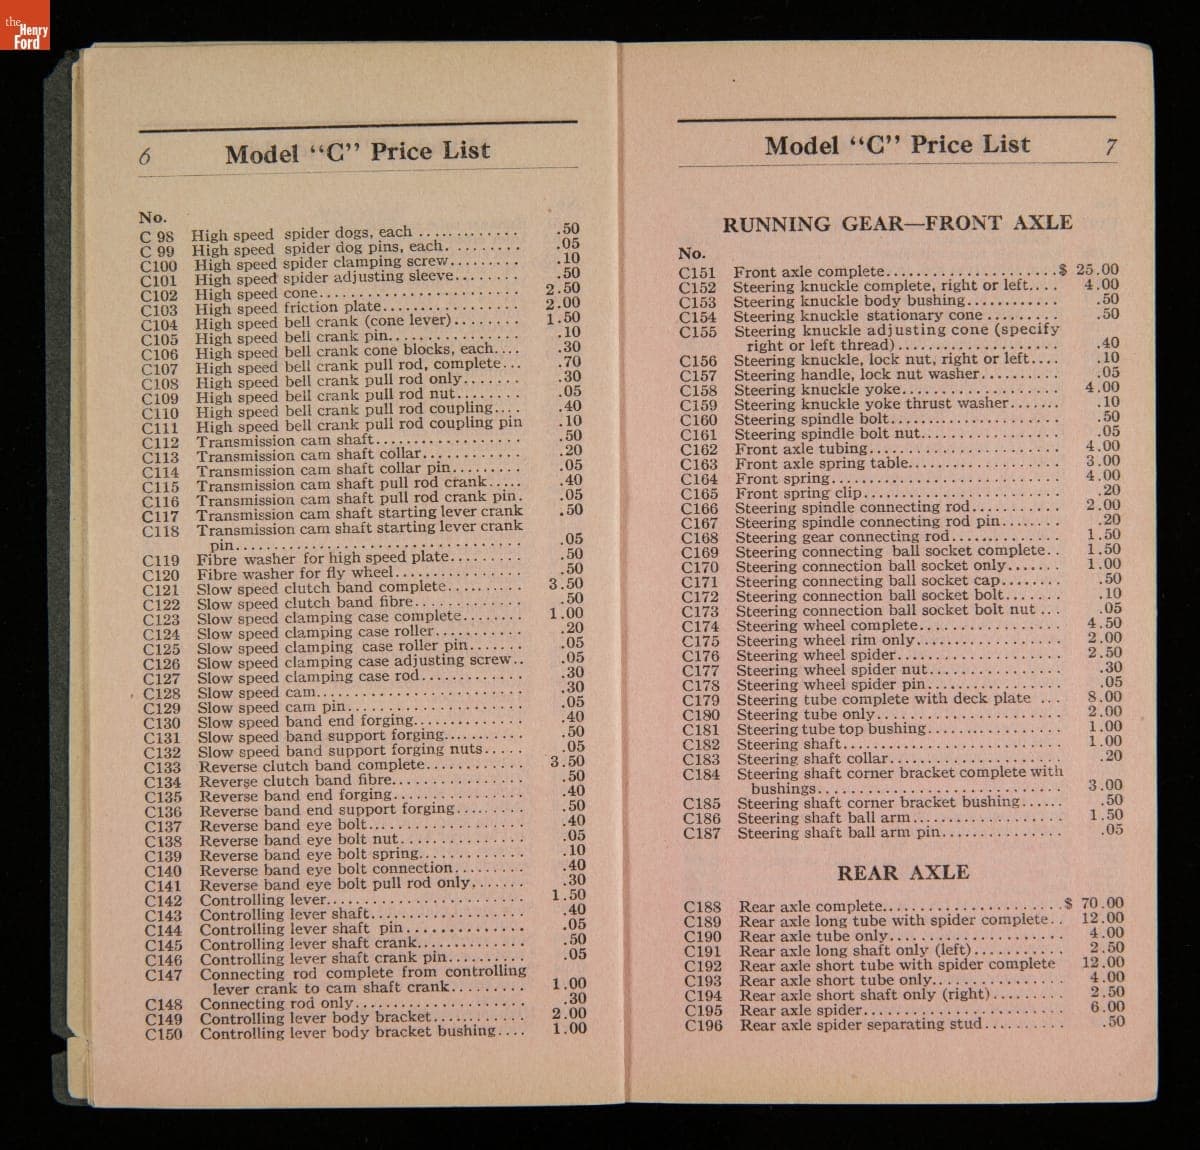 the
Henry
Ford
6 Model “C” Price List
No.
C 98 High speed spider dogs, each ............. .50
C 99 High speed spider dog pins, each. ........ .05
C100 High speed spider clamping screw......... .10
C101 High speed spider adjusting sleeve........ .50
C102 High speed cone........................ 2.50
C103 High speed friction plate................. 2.00
C104 High speed bell crank (cone lever)........ 1.50
C105 High speed bell crank pin................ .10
C106 High speed bell crank cone blocks, each.... .30
C107 High speed bell crank pull rod, complete... .70
C108 High speed bell crank pull rod only....... .30
C109 High speed bell crank pull rod nut........ .05
C110 High speed bell crank pull rod coupling.... .40
C111 High speed bell crank pull rod coupling pin .10
C112 Transmission cam shaft.................. .50
C113 Transmission cam shaft collar............. .20
C114 Transmission cam shaft collar pin......... .05
C115 Transmission cam shaft pull rod crank..... .40
C116 Transmission cam shaft pull rod crank pin. .05
C117 Transmission cam shaft starting lever crank .50
C118 Transmission cam shaft starting lever crank
pin.................................. .05
C119 Fibre washer for high speed plate......... .50
C120 Fibre washer for fly wheel................ .50
C121 Slow speed clutch band complete.......... 3.50
C122 Slow speed clutch band fibre.............. .50
C123 Slow speed clamping case complete........ 1.00
C124 Slow speed clamping case roller........... .20
C125 Slow speed clamping case roller pin....... .05
C126 Slow speed clamping case adjusting screw.. .05
C127 Slow speed clamping case rod............. .30
C128 Slow speed cam......................... .30
C129 Slow speed cam pin..................... .05
C130 Slow speed band end forging............. .40
C131 Slow speed band support forging.......... .50
C132 Slow speed band support forging nuts..... .05
C133 Reverse clutch band complete............ 3.50
C134 Reverse clutch band fibre................ .50
C135 Reverse band end forging................ .40
C136 Reverse band end support forging......... .50
C137 Reverse band eye bolt................... .40
C138 Reverse band eye bolt nut............... .05
C139 Reverse band eye bolt spring............. .10
C140 Reverse band eye bolt connection......... .40
C141 Reverse band eye bolt pull rod only....... .30
C142 Controlling lever........................ 1.50
C143 Controlling lever shaft................... .40
C144 Controlling lever shaft pin............... .05
C145 Controlling lever shaft crank............. .50
C146 Controlling lever shaft crank pin.......... .05
C147 Connecting rod complete from controlling
lever crank to cam shaft crank......... 1.00
C148 Connecting rod only..................... .30
C149 Controlling lever body bracket............ 2.00
C150 Controlling lever body bracket bushing.... 1.00
Model “C” Price List 7
RUNNING GEAR—FRONT AXLE
No.
C151 Front axle complete.....................$ 25.00
C152 Steering knuckle complete, right or left.... 4.00
C153 Steering knuckle body bushing............ .50
C154 Steering knuckle stationary cone ......... .50
C155 Steering knuckle adjusting cone (specify
right or left thread).................... .40
C156 Steering knuckle, lock nut, right or left.... .10
C157 Steering handle, lock nut washer.......... .05
C158 Steering knuckle yoke................... 4.00
C159 Steering knuckle yoke thrust washer....... .10
C160 Steering spindle bolt..................... .50
C161 Steering spindle bolt nut................. .05
C162 Front axle tubing....................... 4.00
C163 Front axle spring table................... 3.00
C164 Front spring............................ 4.00
C165 Front spring clip........................ .20
C166 Steering spindle connecting rod........... 2.00
C167 Steering spindle connecting rod pin........ .20
C168 Steering gear connecting rod.............. 1.50
C169 Steering connecting ball socket complete.. 1.50
C170 Steering connection ball socket only....... 1.00
C171 Steering connecting ball socket cap........ .50
C172 Steering connection ball socket bolt....... .10
C173 Steering connection ball socket bolt nut ... .05
C174 Steering wheel complete................. 4.50
C175 Steering wheel rim only.................. 2.00
C176 Steering wheel spider.................... 2.50
C177 Steering wheel spider nut................ .30
C178 Steering wheel spider pin................ .05
C179 Steering tube complete with deck plate ... 8.00
C180 Steering tube only....................... 2.00
C181 Steering tube top bushing................ 1.00
C182 Steering shaft........................... 1.00
C183 Steering shaft collar..................... .20
C184 Steering shaft corner bracket complete with
bushings.............................. 3.00
C185 Steering shaft corner bracket bushing...... .50
C186 Steering shaft ball arm................... 1.50
C187 Steering shaft ball arm pin............... .05
REAR AXLE
C188 Rear axle complete......................$ 70.00
C189 Rear axle long tube with spider complete.. 12.00
C190 Rear axle tube only..................... 4.00
C191 Rear axle long shaft only (left)........... 2.50
C192 Rear axle short tube with spider complete 12.00
C193 Rear axle short tube only................ 4.00
C194 Rear axle short shaft only (right)......... 2.50
C195 Rear axle spider......................... 6.00
C196 Rear axle spider separating stud.......... .50